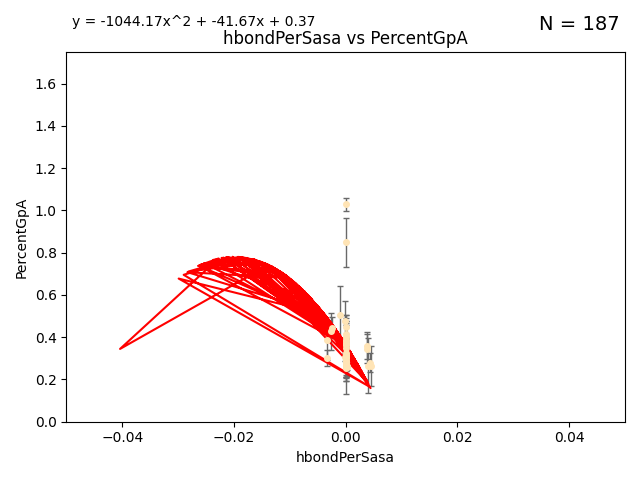 y = -1044.17x^2 + -41.67x + 0.37
N = 187
hbondPerSasa vs PercentGpA
1.6
1.4
1.2
1.0
0.8
0.6
0.4
0.2
0.0
PercentGpA
−0.04 −0.02 0.00 0.02 0.04
hbondPerSasa